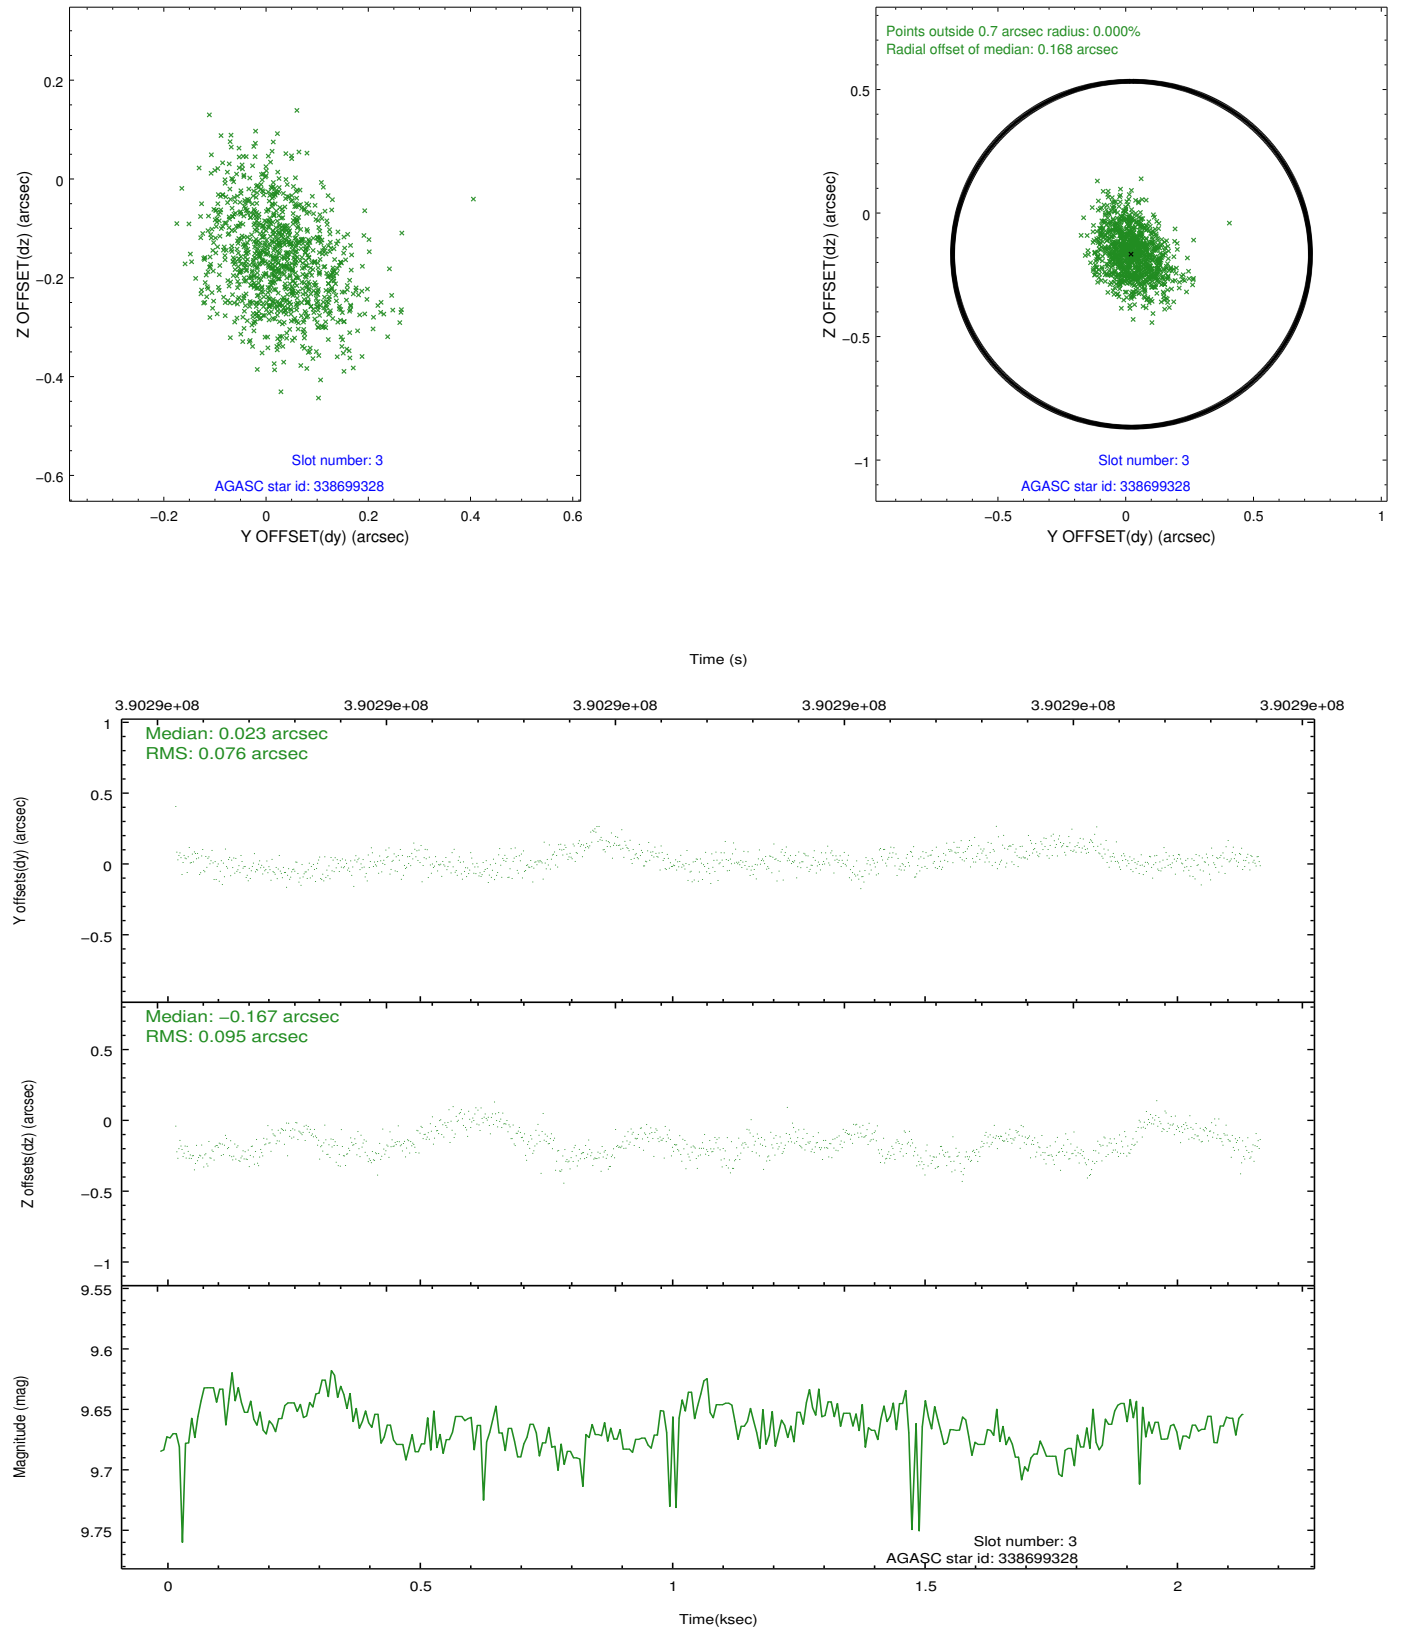 0.2
0
−0.2
−0.4
−0.6
Z OFFSET(dz) (arcsec)
Slot number: 3
AGASC star id: 338699328
−0.2 0 0.2 0.4 0.6
Y OFFSET(dy) (arcsec)
Points outside 0.7 arcsec radius: 0.000%
Radial offset of median: 0.168 arcsec
0.5
0
−0.5
−1
Z OFFSET(dz) (arcsec)
Slot number: 3
AGASC star id: 338699328
−0.5 0 0.5 1
Y OFFSET(dy) (arcsec)
Time (s)
3.9029e+08 3.9029e+08 3.9029e+08 3.9029e+08 3.9029e+08 3.9029e+08
Median: 0.023 arcsec
RMS: 0.076 arcsec
1
0.5
0
−0.5
Y offsets(dy) (arcsec)
Median: −0.167 arcsec
RMS: 0.095 arcsec
0.5
0
−0.5
−1
Z offsets(dz) (arcsec)
9.55
9.6
9.65
9.7
9.75
Magnitude (mag)
Slot number: 3
AGASC star id: 338699328
0 0.5 1 1.5 2
Time(ksec)